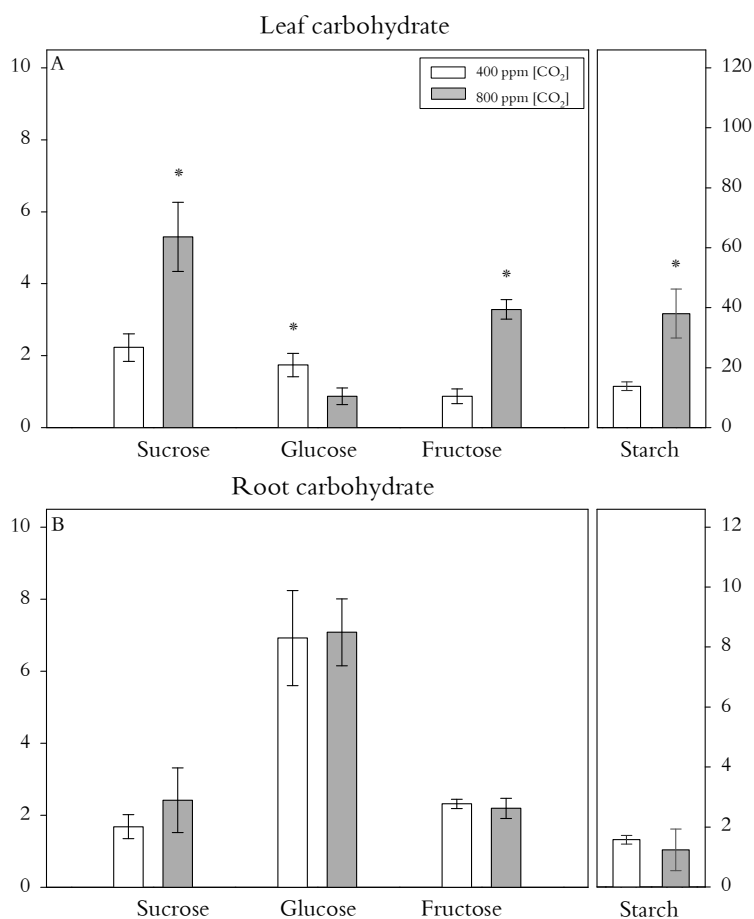 Leaf carbohydrate
A
400 ppm [CO₂]
800 ppm [CO₂]
10
8
6
4
2
0
120
100
80
60
40
20
0
*
*
*
*
Sucrose
Glucose
Fructose
Starch
Root carbohydrate
B
10
8
6
4
2
0
12
10
8
6
4
2
0
Sucrose
Glucose
Fructose
Starch